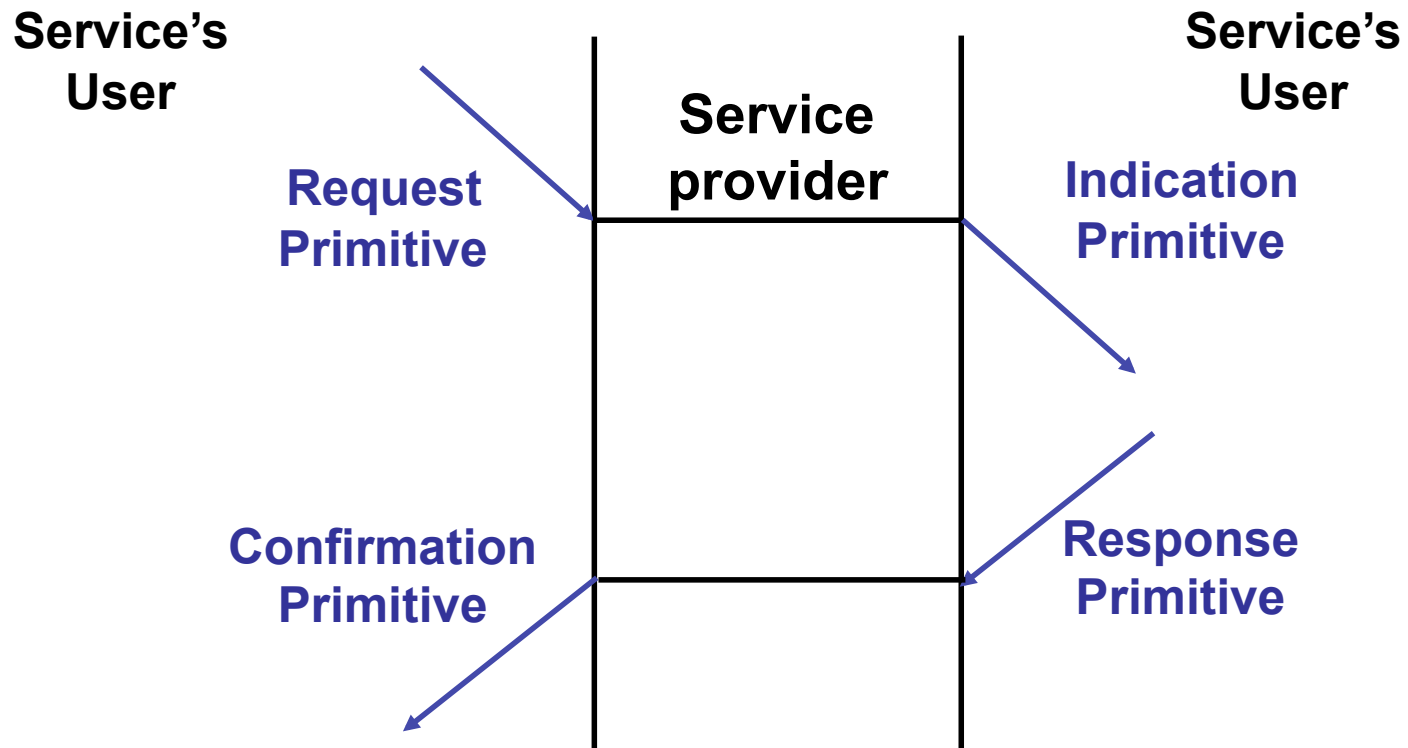 Service’s
User
Service
provider
Service’s
User
Request
Primitive
Indication
Primitive
Confirmation
Primitive
Response
Primitive